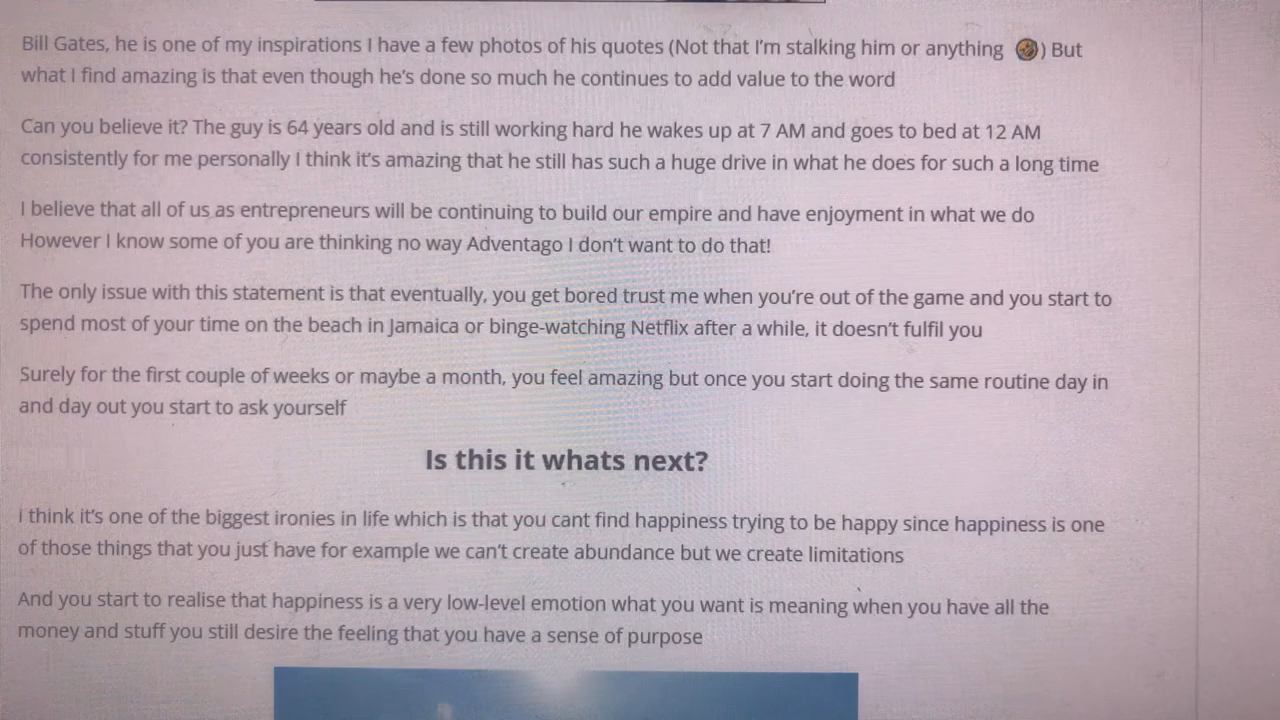 Bill Gates, he is one of my inspirations I have a few photos of his quotes (Not that I'm stalking him or anything 🤣) But
what I find amazing is that even though he's done so much he continues to add value to the word
Can you believe it? The guy is 64 years old and is still working hard he wakes up at 7 AM and goes to bed at 12 AM
consistently for me personally I think it's amazing that he still has such a huge drive in what he does for such a long time
I believe that all of us as entrepreneurs will be continuing to build our empire and have enjoyment in what we do
However I know some of you are thinking no way Adventago I don't want to do that!
The only issue with this statement is that eventually, you get bored trust me when you're out of the game and you start to
spend most of your time on the beach in Jamaica or binge-watching Netflix after a while, it doesn't fulfil you
Surely for the first couple of weeks or maybe a month, you feel amazing but once you start doing the same routine day in
and day out you start to ask yourself
Is this it whats next?
I think it's one of the biggest ironies in life which is that you cant find happiness trying to be happy since happiness is one
of those things that you just have for example we can't create abundance but we create limitations
And you start to realise that happiness is a very low-level emotion what you want is meaning when you have all the
money and stuff you still desire the feeling that you have a sense of purpose